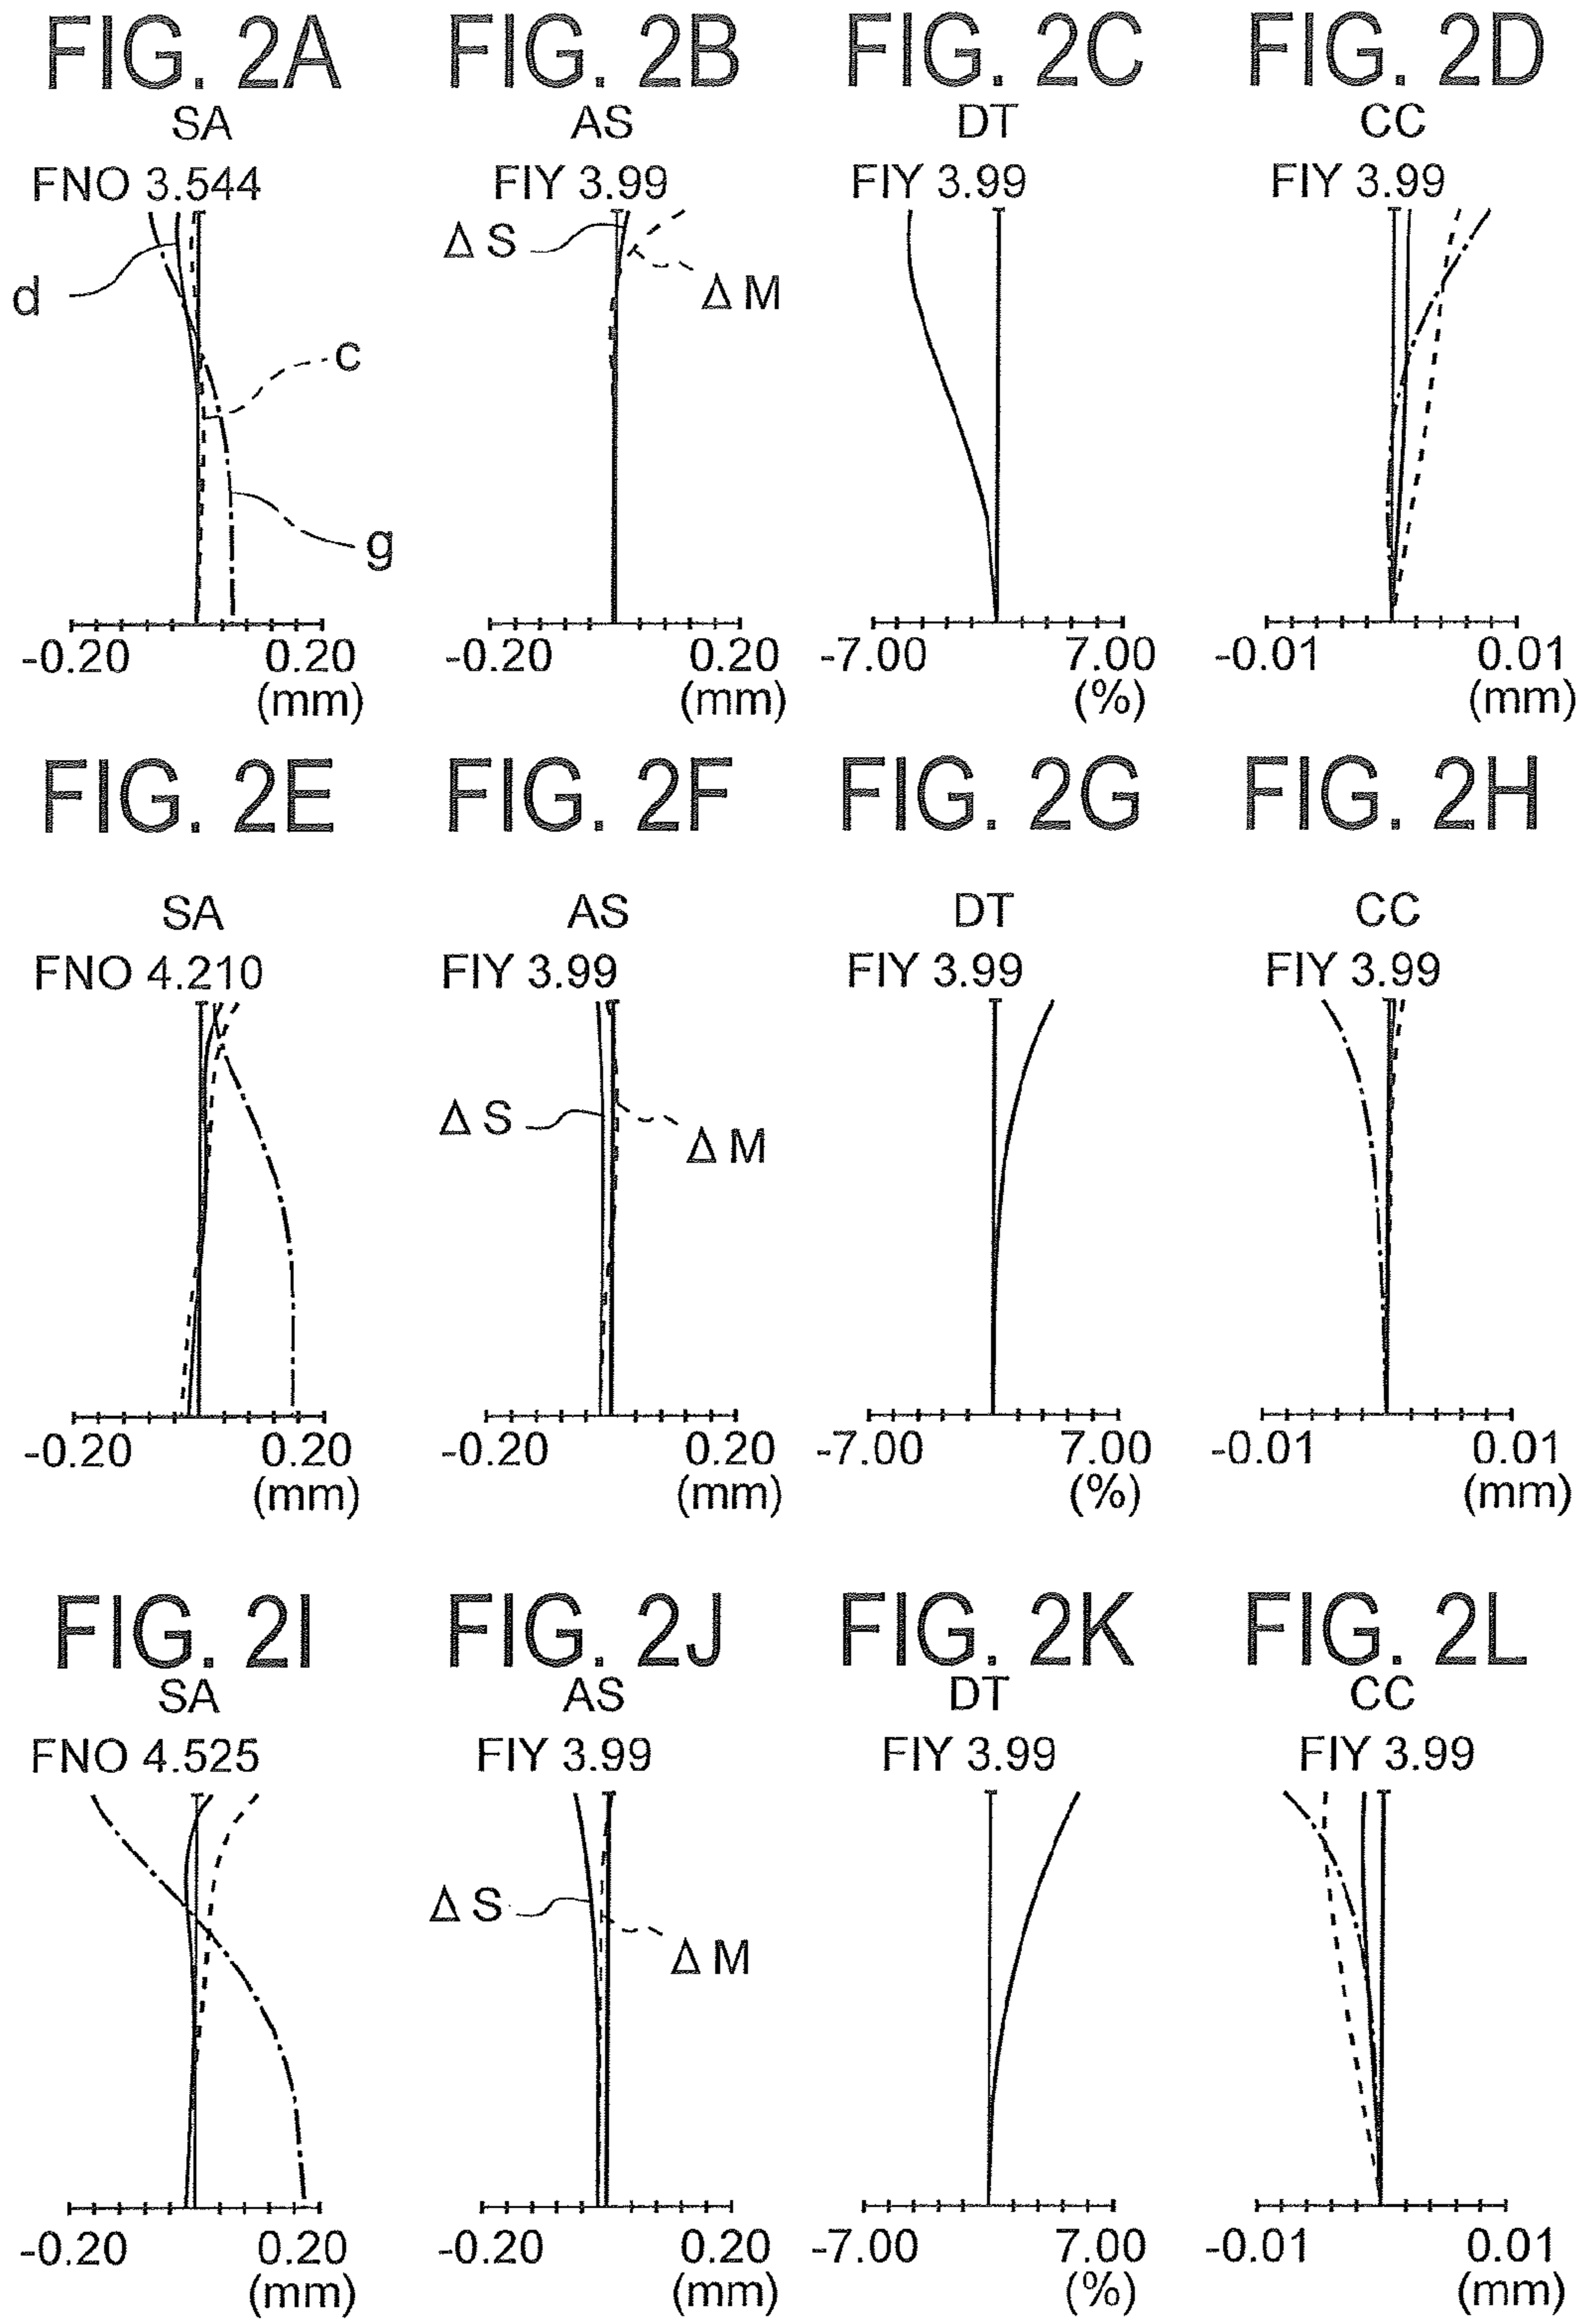 FIG. 2A FIG. 2B FIG. 2C FIG. 2D
SA AS DT CC
FNO 3.544 FIY 3.99 FIY 3.99 FIY 3.99
Δ S
d
Δ M
c
g
-0.20 0.20 -0.20 0.20 -7.00 7.00 -0.01 0.01
(mm) (mm) (%) (mm)
FIG. 2E FIG. 2F FIG. 2G FIG. 2H
SA AS DT CC
FNO 4.210 FIY 3.99 FIY 3.99 FIY 3.99
Δ S
Δ M
-0.20 0.20 -0.20 0.20 -7.00 7.00 -0.01 0.01
(mm) (mm) (%) (mm)
FIG. 2I FIG. 2J FIG. 2K FIG. 2L
SA AS DT CC
FNO 4.525 FIY 3.99 FIY 3.99 FIY 3.99
Δ S
Δ M
-0.20 0.20 -0.20 0.20 -7.00 7.00 -0.01 0.01
(mm) (mm) (%) (mm)